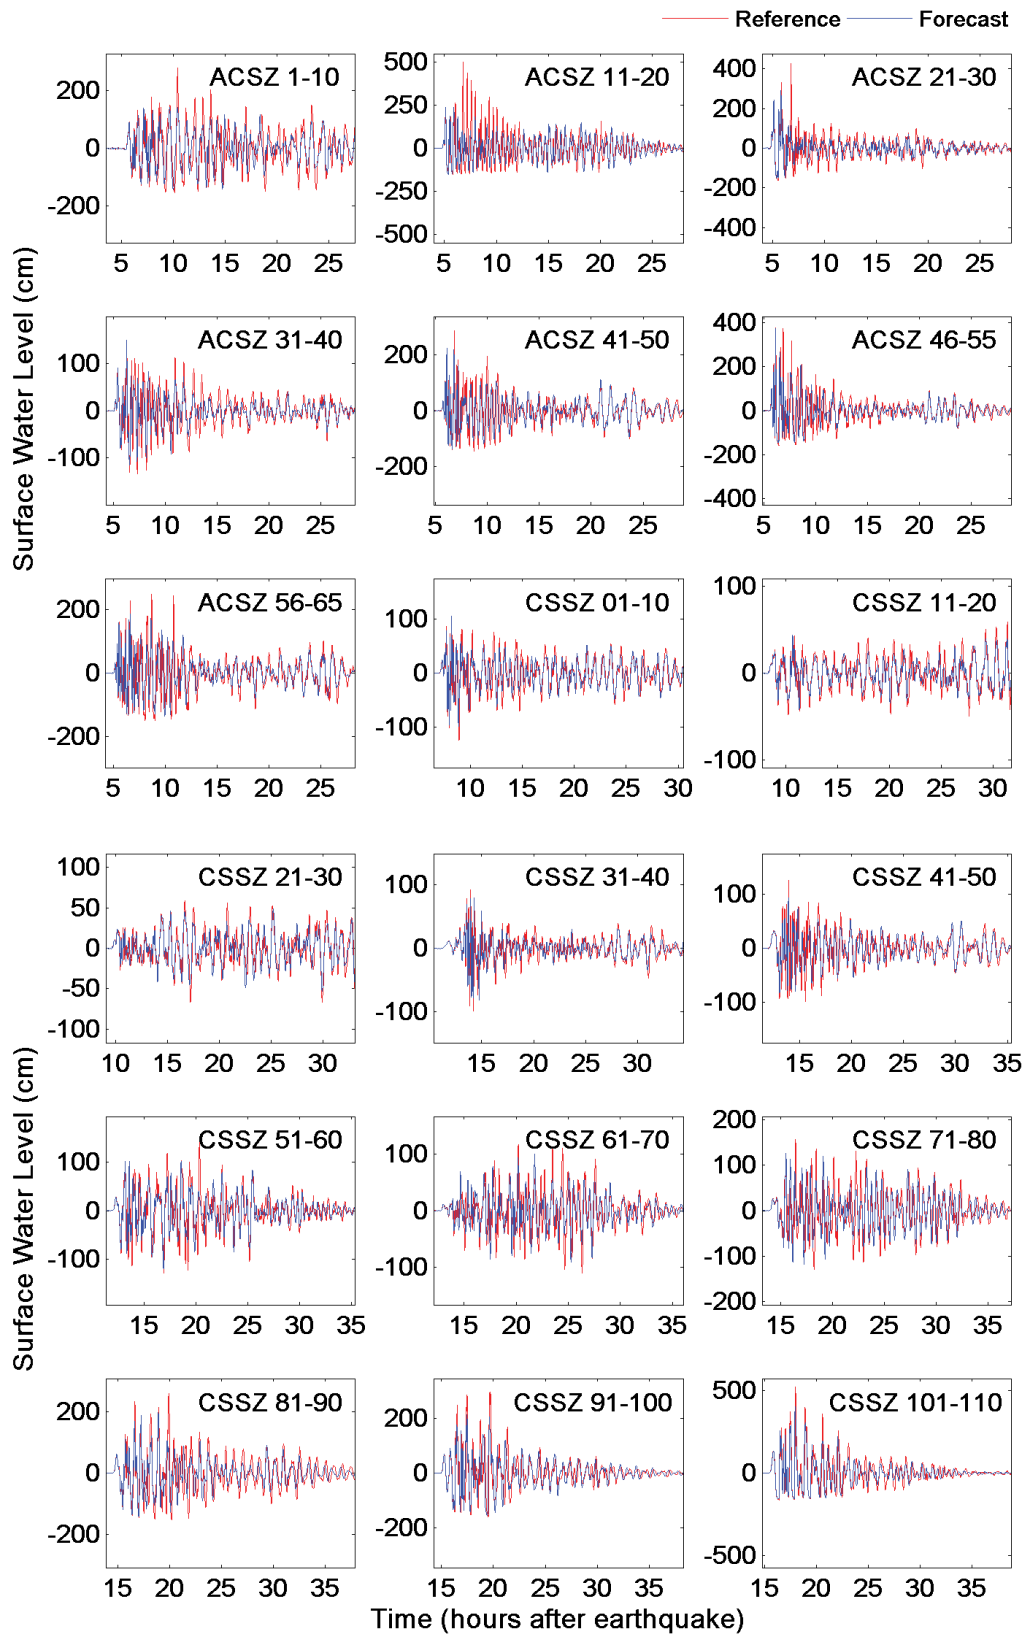 Reference Forecast
ACSZ 1-10
200
0
-200
5 10 15 20 25
ACSZ 11-20
500
250
0
-250
-500
5 10 15 20 25
ACSZ 21-30
400
200
0
-200
-400
5 10 15 20 25
ACSZ 31-40
100
0
-100
5 10 15 20 25
ACSZ 41-50
200
0
-200
5 10 15 20 25
ACSZ 46-55
400
200
0
-200
-400
5 10 15 20 25
Surface Water Level (cm)
ACSZ 56-65
200
0
-200
5 10 15 20 25
CSSZ 01-10
100
0
-100
10 15 20 25 30
CSSZ 11-20
100
0
-100
10 15 20 25 30
CSSZ 21-30
100
50
0
-50
-100
10 15 20 25 30
CSSZ 31-40
100
0
-100
15 20 25 30
CSSZ 41-50
100
0
-100
15 20 25 30 35
Surface Water Level (cm)
CSSZ 51-60
100
0
-100
15 20 25 30 35
CSSZ 61-70
100
0
-100
15 20 25 30 35
CSSZ 71-80
200
100
0
-100
-200
15 20 25 30 35
CSSZ 81-90
200
0
-200
15 20 25 30 35
CSSZ 91-100
200
0
-200
15 20 25 30 35
CSSZ 101-110
500
0
-500
15 20 25 30 35
Time (hours after earthquake)